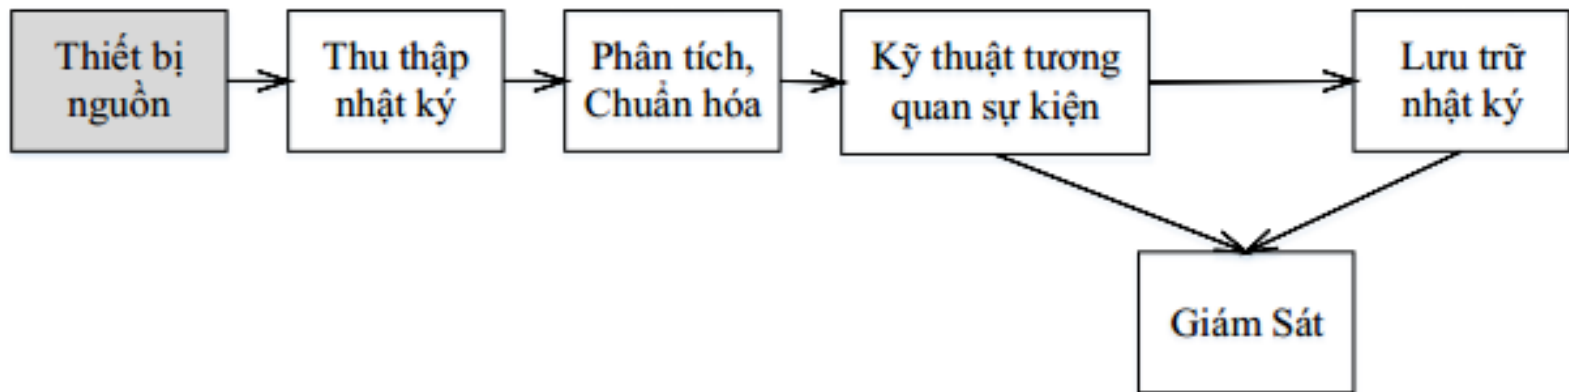 Thiết bị
nguồn
Thu thập
nhật ký
Phân tích,
Chuẩn hóa
Kỹ thuật tương
quan sự kiện
Lưu trữ
nhật ký
Giám Sát